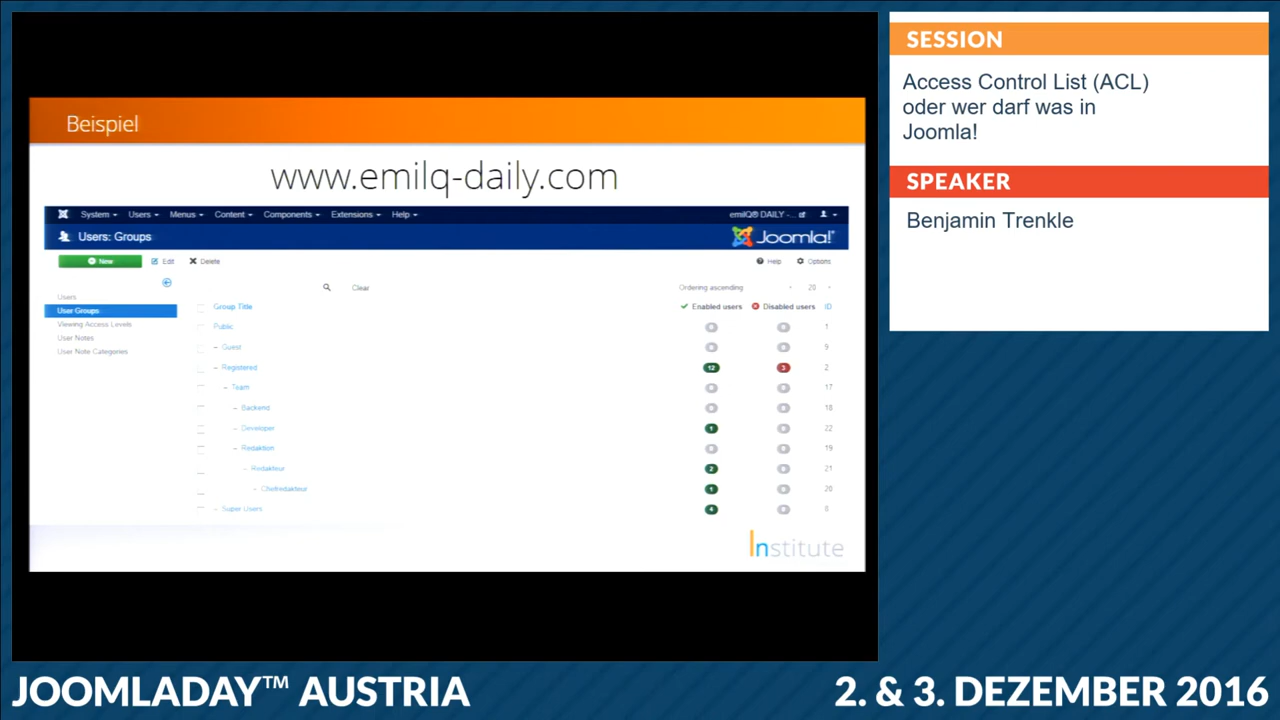 Beispiel
www.emilq-daily.com
System Users Menus Content Components Extensions Help emilQ® DAILY -...
Users: Groups Joomla!®
New Edit Delete Help Options
Clear Ordering ascending 20
Users
User Groups
Viewing Access Levels
User Notes
User Note Categories
Group Title Enabled users Disabled users ID
Public 0 0 1
– Guest 0 0 9
– Registered 12 3 2
– Team 0 0 17
– Backend 0 0 18
– Developer 1 0 22
– Redaktion 0 0 19
– Redakteur 2 0 21
– Chefredakteur 1 0 20
– Super Users 4 0 8
Institute
SESSION
Access Control List (ACL)
oder wer darf was in
Joomla!
SPEAKER
Benjamin Trenkle
JOOMLADAY™ AUSTRIA 2. & 3. DEZEMBER 2016